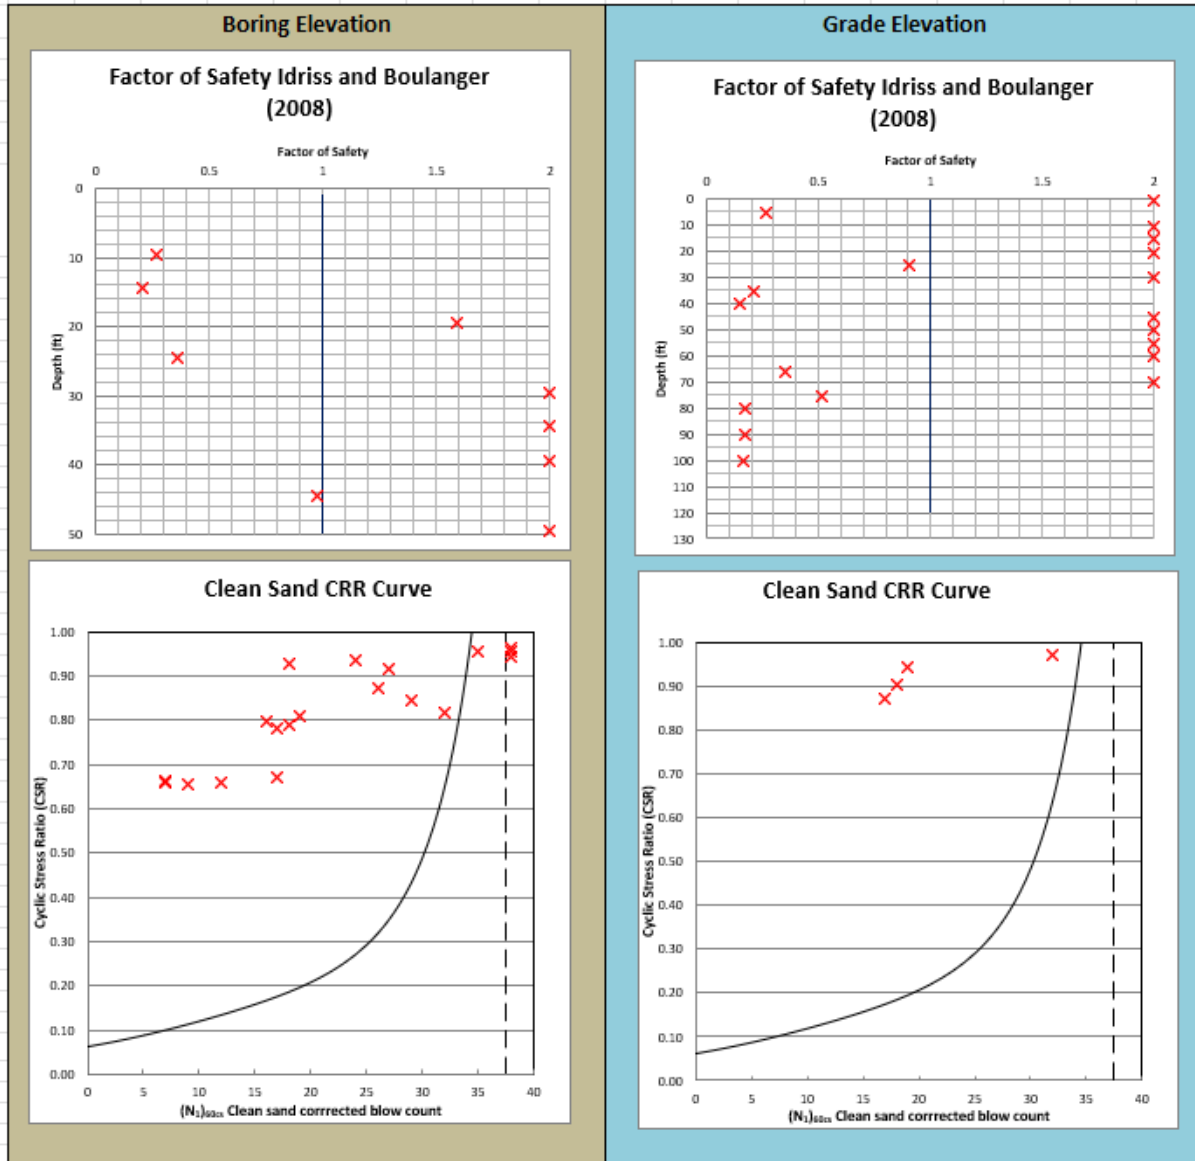 Boring Elevation
Factor of Safety Idriss and Boulanger
(2008)
Factor of Safety
0 0.5 1 1.5 2
0
10
20
30
40
50
Depth (ft)
Clean Sand CRR Curve
1.00
0.90
0.80
0.70
0.60
0.50
0.40
0.30
0.20
0.10
0.00
Cyclic Stress Ratio (CSR)
0 5 10 15 20 25 30 35 40
(N₁)₆₀cs Clean sand corrrected blow count
Grade Elevation
Factor of Safety Idriss and Boulanger
(2008)
Factor of Safety
0 0.5 1 1.5 2
0
10
20
30
40
50
60
70
80
90
100
110
120
130
Depth (ft)
Clean Sand CRR Curve
1.00
0.90
0.80
0.70
0.60
0.50
0.40
0.30
0.20
0.10
0.00
Cyclic Stress Ratio (CSR)
0 5 10 15 20 25 30 35 40
(N₁)₆₀cs Clean sand corrrected blow count